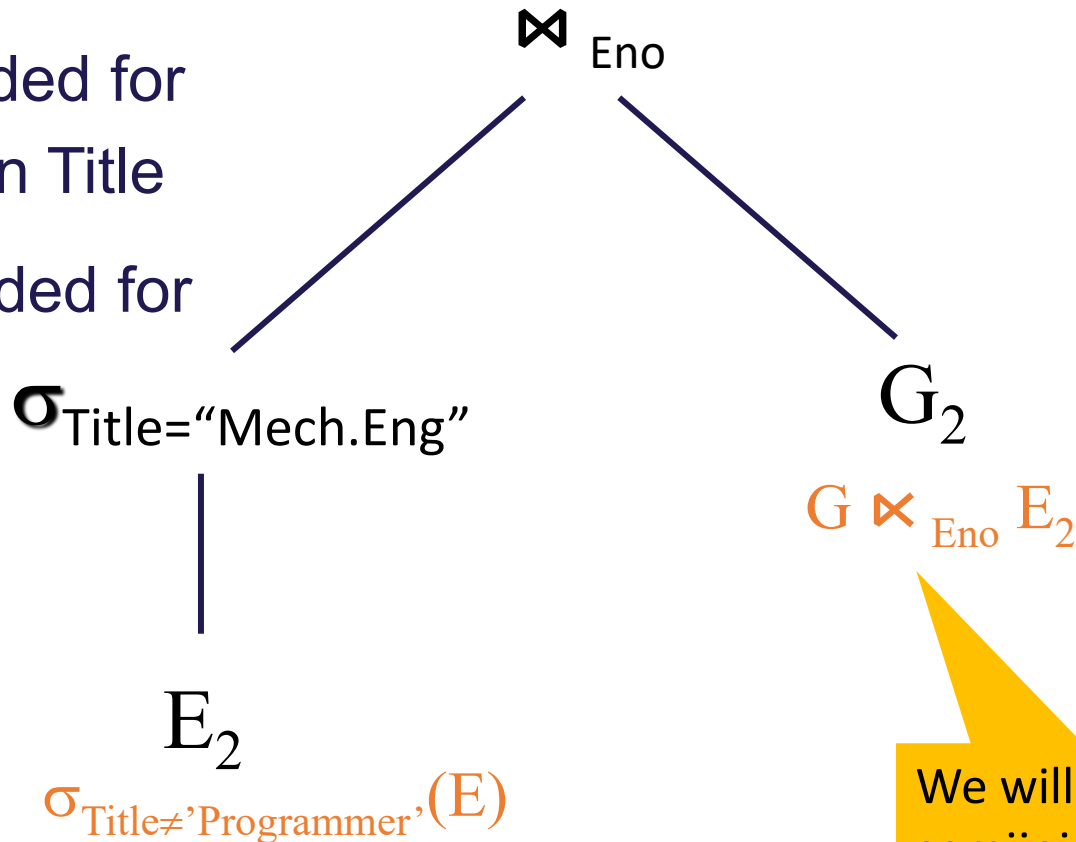 ⋈ Eno
ded for
n Title
ded for
σTitle=“Mech.Eng”
G2
G ⋉ Eno E2
E2
σTitle≠’Programmer’(E)
We will